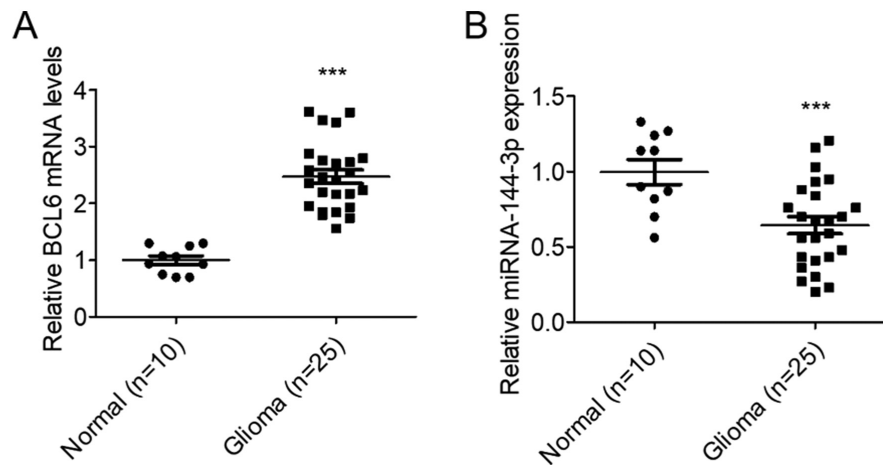 A
Relative BCL6 mRNA levels
4
3
2
1
0
***
Normal (n=10)
Glioma (n=25)
B
Relative miRNA-144-3p expression
1.5
1.0
0.5
0.0
***
Normal (n=10)
Glioma (n=25)